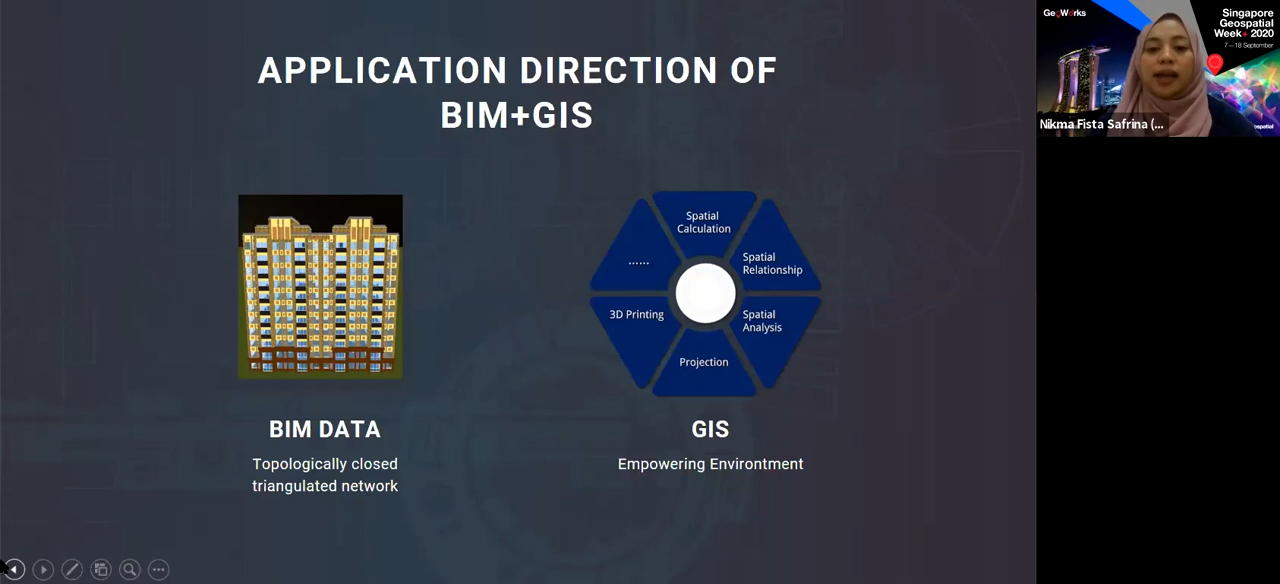 APPLICATION DIRECTION OF
BIM+GIS
Spatial
Calculation
Spatial
Relationship
Spatial
Analysis
Projection
3D Printing
......
BIM DATA
Topologically closed
triangulated network
GIS
Empowering Environtment
GeoWorks
Singapore
Geospatial
Week 2020
7 — 18 September
Nikma Fista Safrina (...
spatial